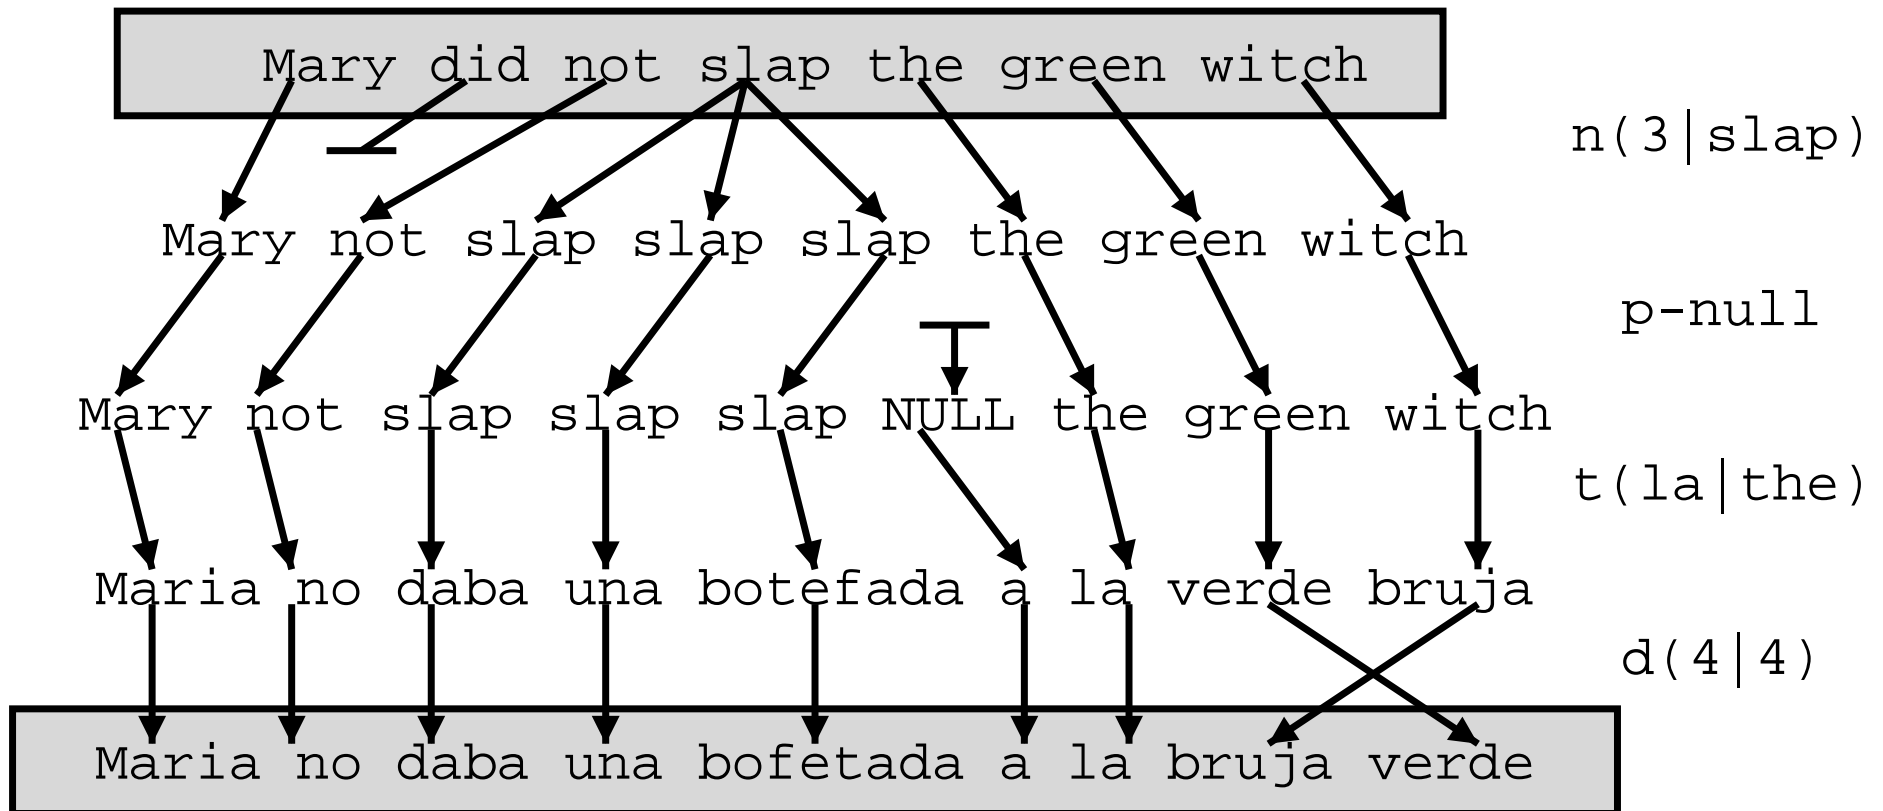 Mary did not slap the green witch
n(3|slap)
Mary not slap slap slap the green witch
p-null
Mary not slap slap slap NULL the green witch
t(la|the)
Maria no daba una botefada a la verde bruja
d(4|4)
Maria no daba una bofetada a la bruja verde